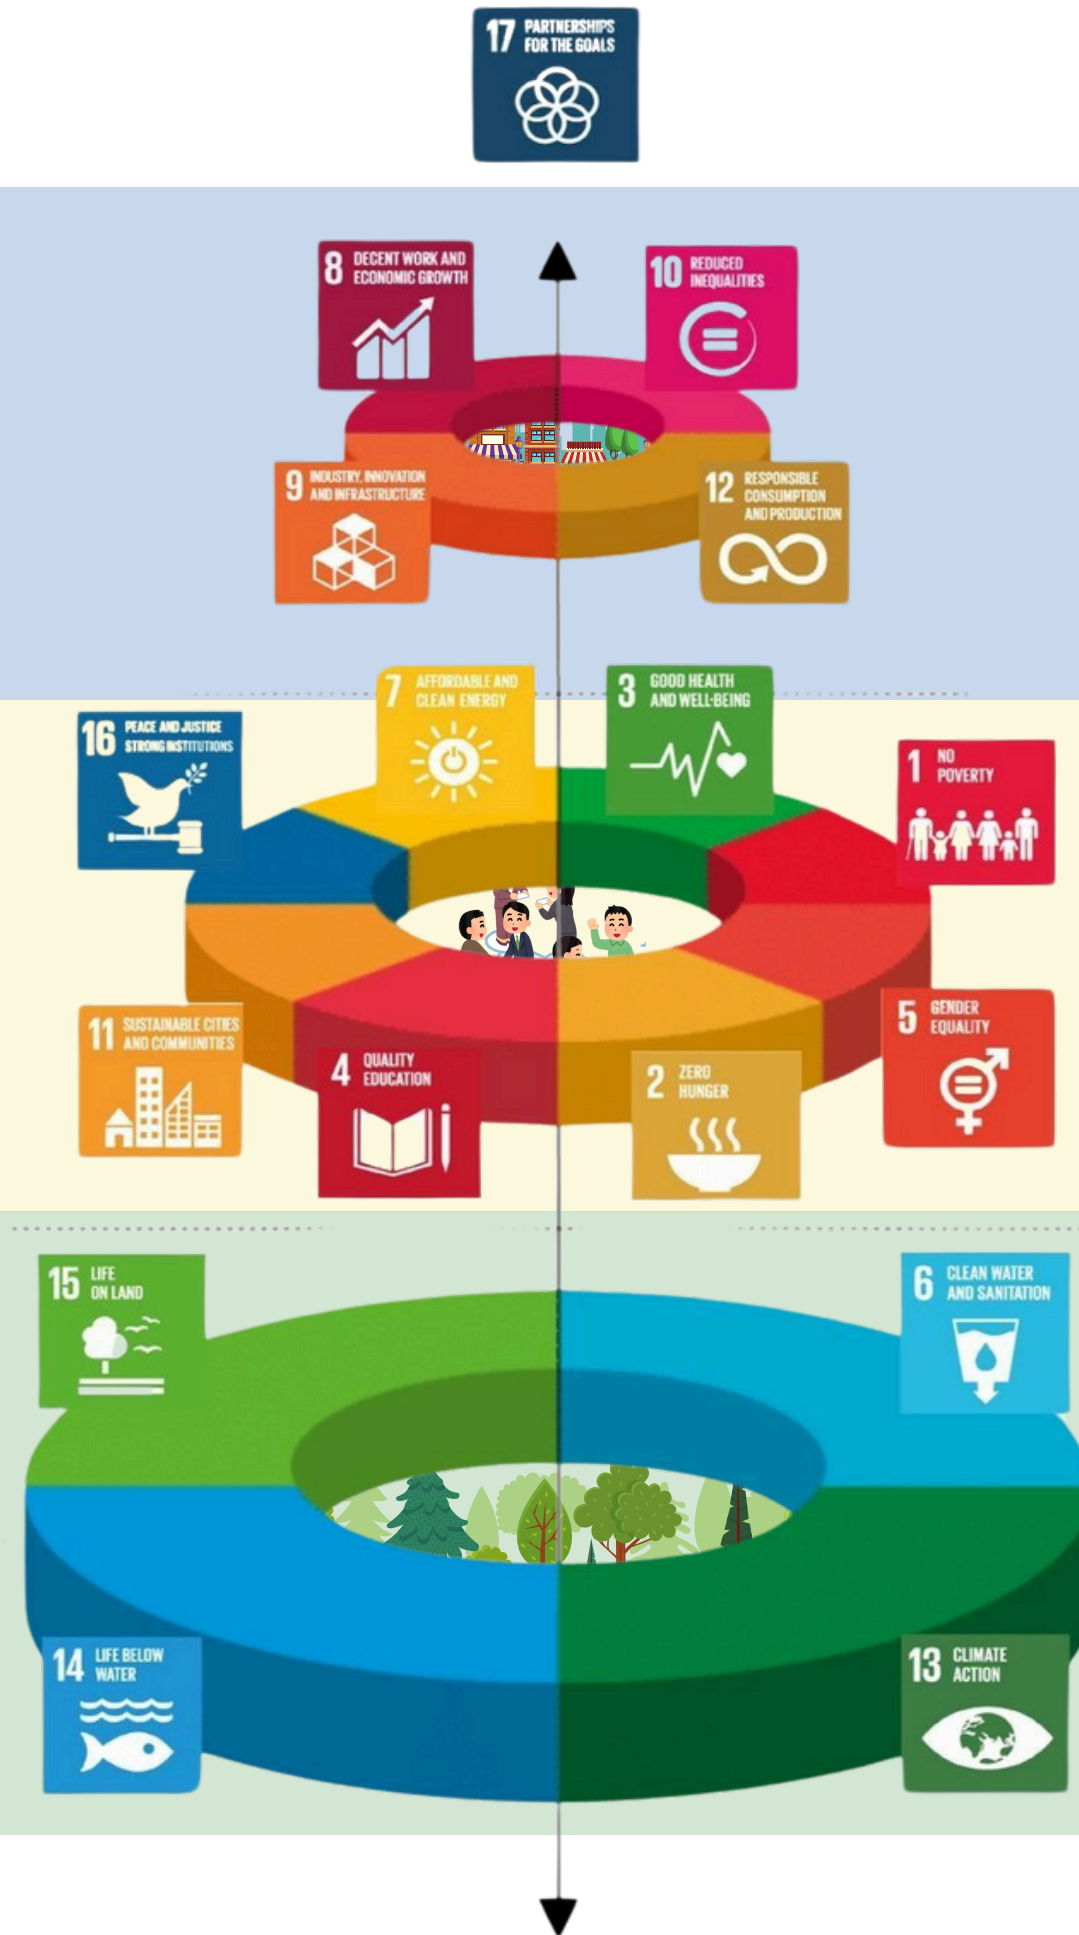 17 PARTNERSHIPS
FOR THE GOALS
8 DECENT WORK AND
ECONOMIC GROWTH
10 REDUCED
INEQUALITIES
9 INDUSTRY, INNOVATION
AND INFRASTRUCTURE
12 RESPONSIBLE
CONSUMPTION
AND PRODUCTION
7 AFFORDABLE AND
CLEAN ENERGY
3 GOOD HEALTH
AND WELL-BEING
16 PEACE AND JUSTICE
STRONG INSTITUTIONS
1 NO
POVERTY
11 SUSTAINABLE CITIES
AND COMMUNITIES
4 QUALITY
EDUCATION
2 ZERO
HUNGER
5 GENDER
EQUALITY
15 LIFE
ON LAND
6 CLEAN WATER
AND SANITATION
14 LIFE BELOW
WATER
13 CLIMATE
ACTION